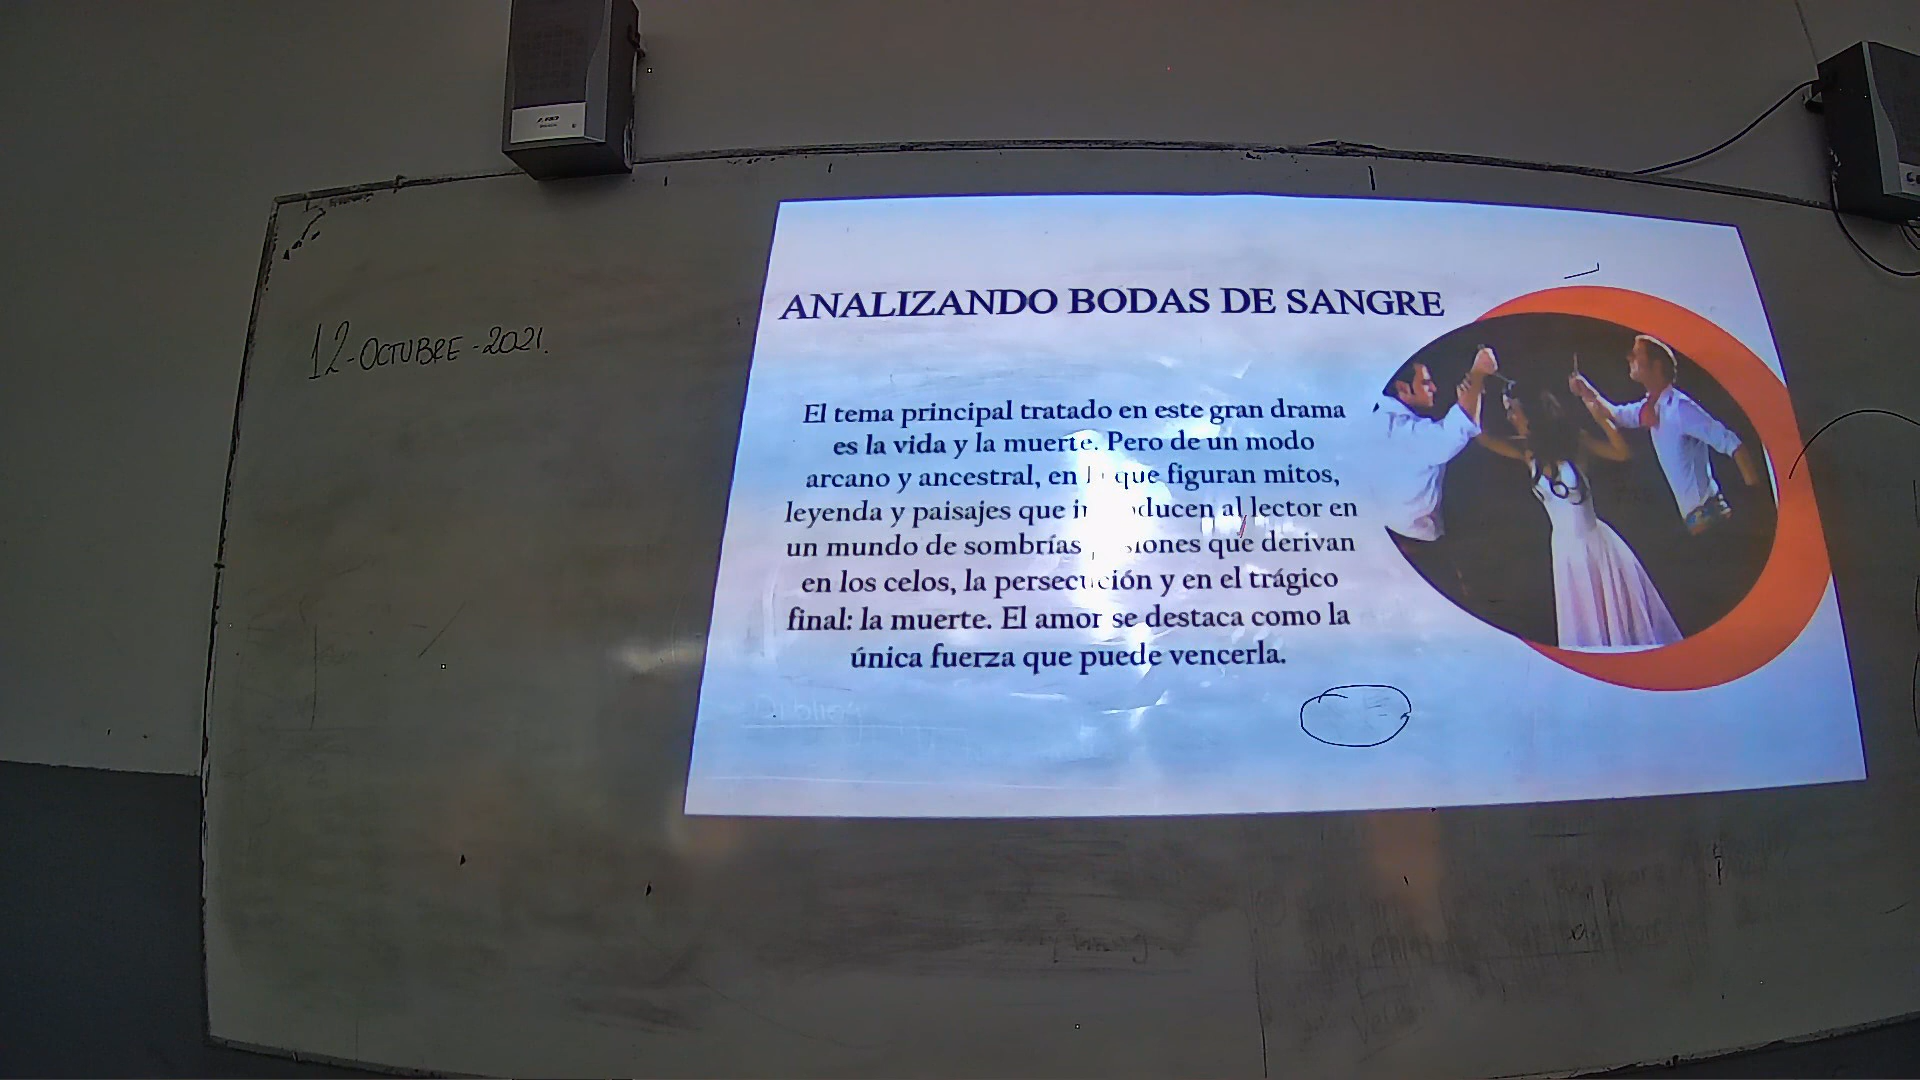 12-OCTUBRE-2021.
ANALIZANDO BODAS DE SANGRE
El tema principal tratado en este gran drama
es la vida y la muerte. Pero de un modo
arcano y ancestral, en que figuran mitos,
leyenda y paisajes que al lector en
un mundo de sombrías que derivan
en los celos, la persecución y en el trágico
final: la muerte. El amor se destaca como la
única fuerza que puede vencerla.